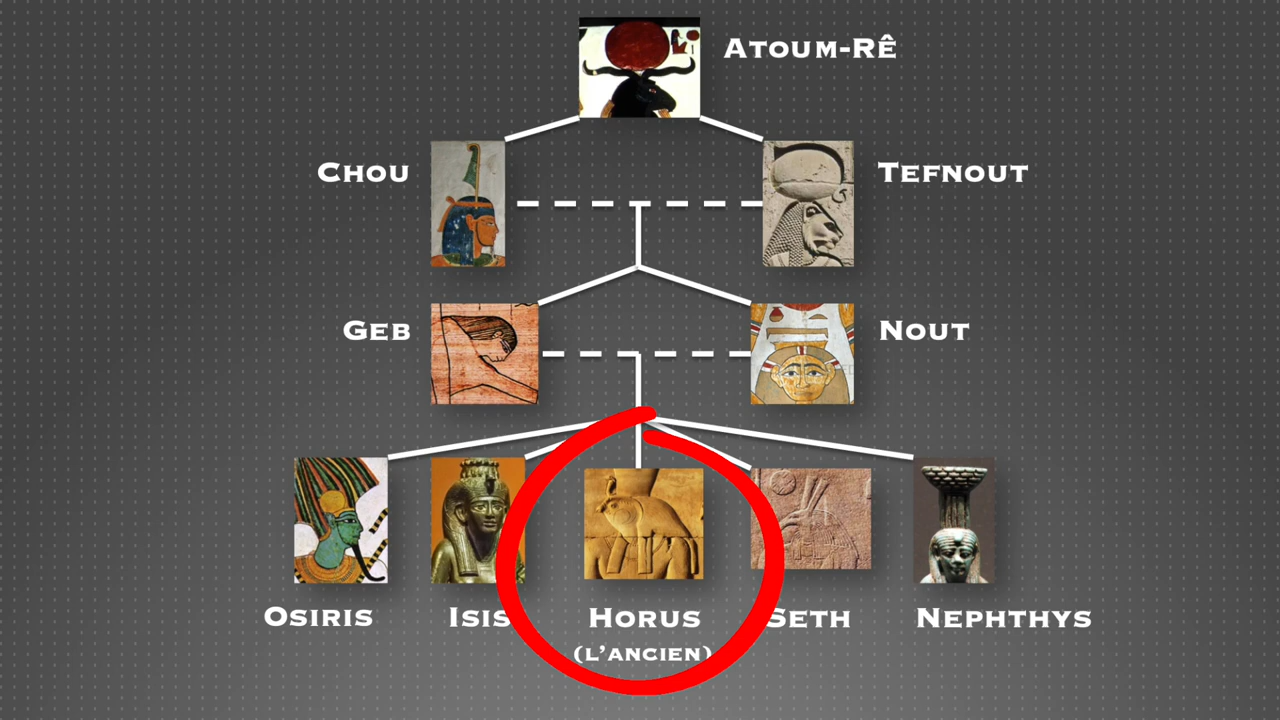 Atoum-Rê
Chou
Tefnout
Geb
Nout
Osiris
Isis
Horus
(l'ancien)
Seth
Nephthys